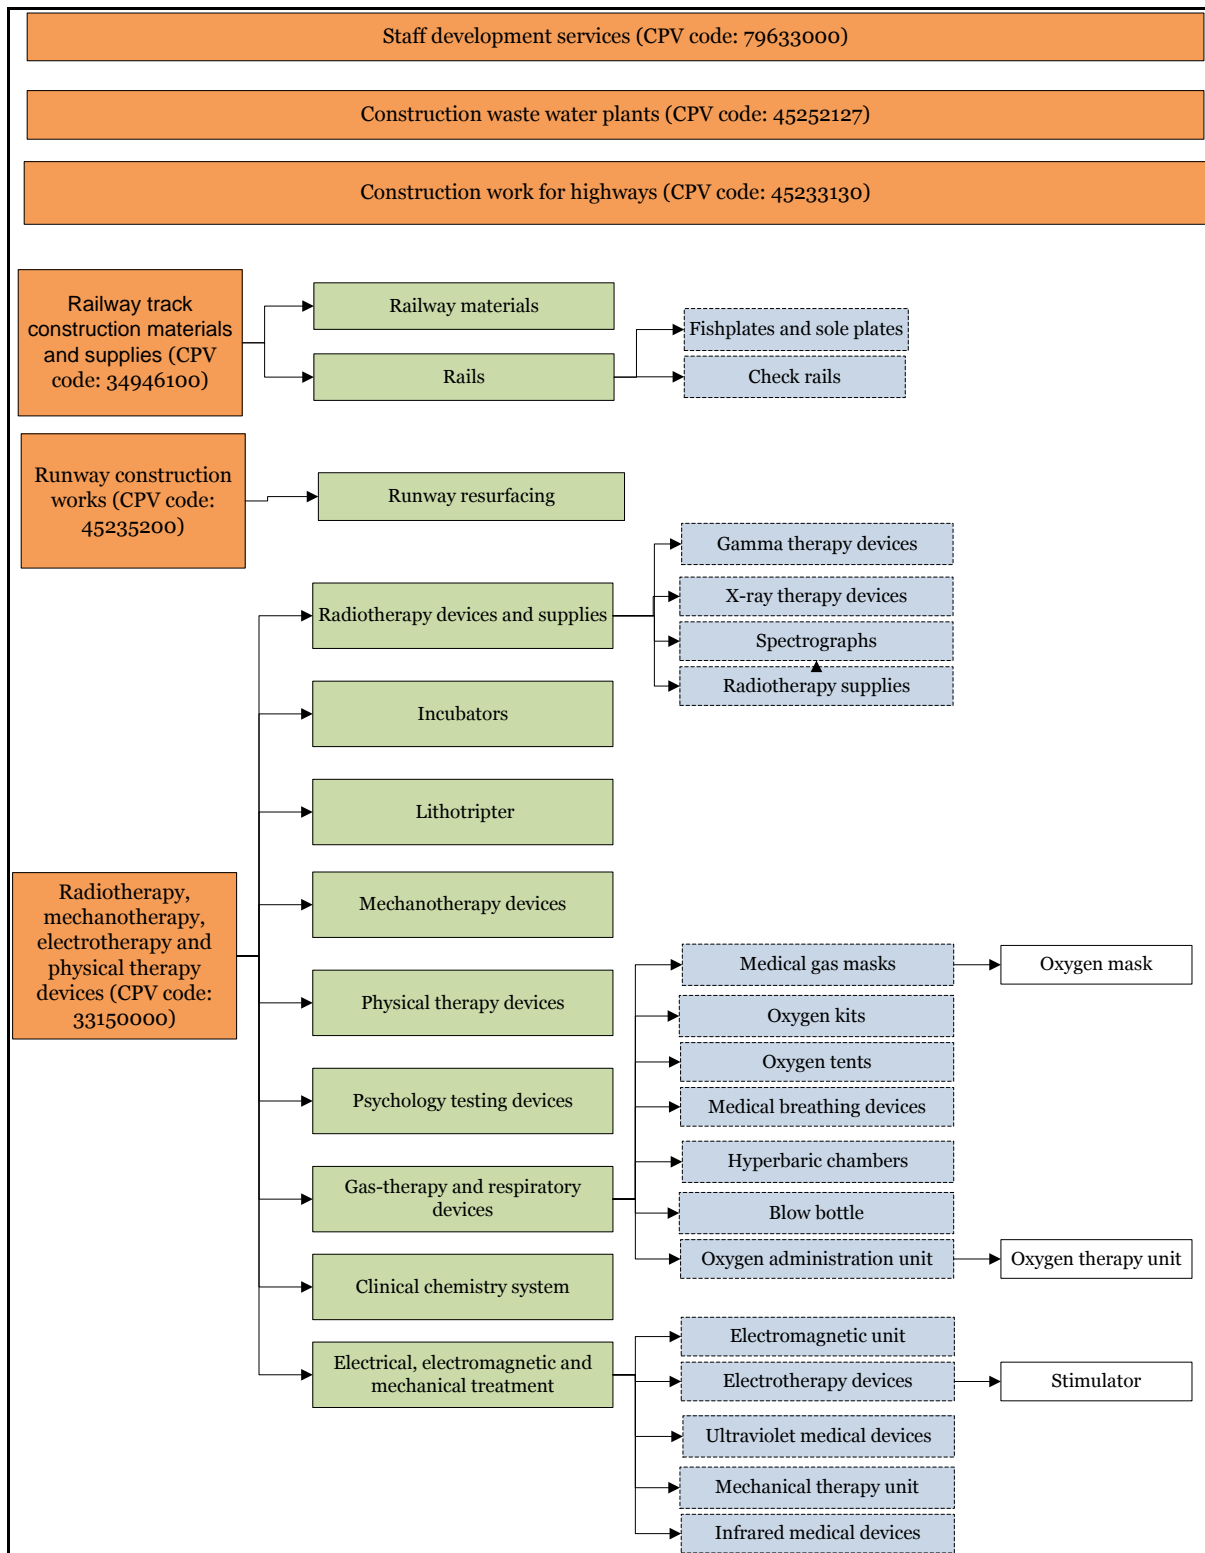 Staff development services (CPV code: 79633000)
Construction waste water plants (CPV code: 45252127)
Construction work for highways (CPV code: 45233130)
Railway track
construction materials
and supplies (CPV
code: 34946100)
Railway materials
Rails
Fishplates and sole plates
Check rails
Runway construction
works (CPV code:
45235200)
Runway resurfacing
Radiotherapy,
mechanotherapy,
electrotherapy and
physical therapy
devices (CPV code:
33150000)
Radiotherapy devices and supplies
Gamma therapy devices
X-ray therapy devices
Spectrographs
Radiotherapy supplies
Incubators
Lithotripter
Mechanotherapy devices
Physical therapy devices
Psychology testing devices
Gas-therapy and respiratory
devices
Medical gas masks
Oxygen mask
Oxygen kits
Oxygen tents
Medical breathing devices
Hyperbaric chambers
Blow bottle
Oxygen administration unit
Oxygen therapy unit
Clinical chemistry system
Electrical, electromagnetic and
mechanical treatment
Electromagnetic unit
Electrotherapy devices
Stimulator
Ultraviolet medical devices
Mechanical therapy unit
Infrared medical devices